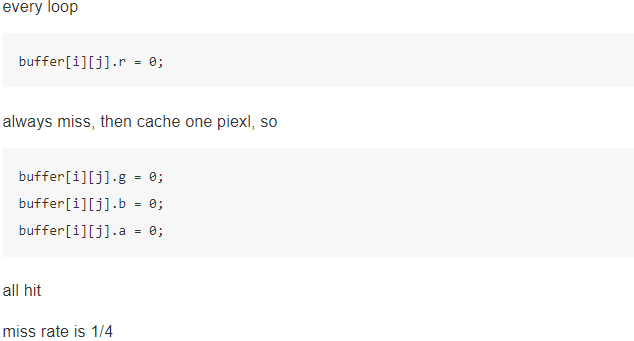 every loop
buffer[i][j].r = 0;
always miss, then cache one piexl, so
buffer[i][j].g = 0;
buffer[i][j].b = 0;
buffer[i][j].a = 0;
all hit
miss rate is 1/4